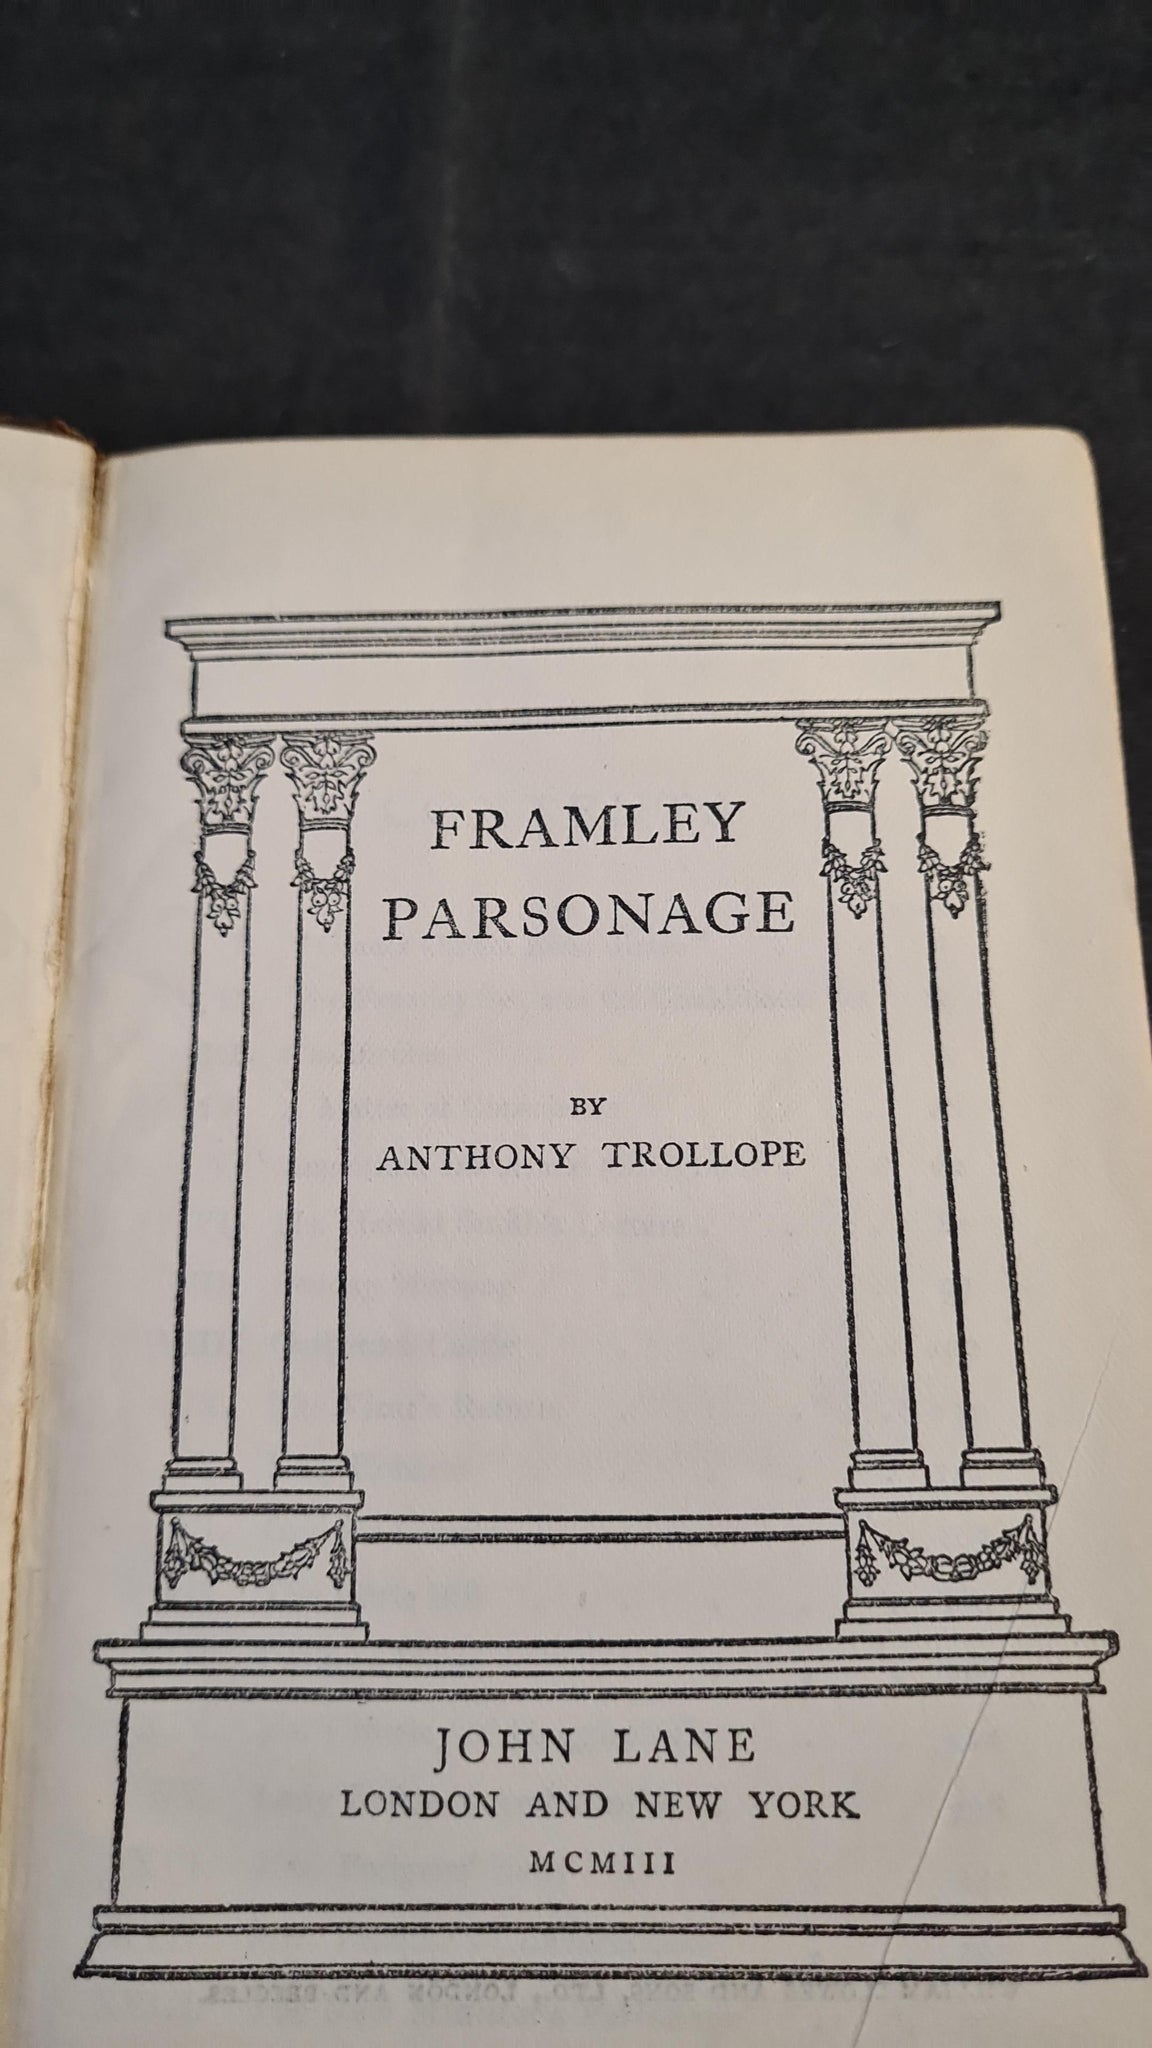 FRAMLEY
PARSONAGE
BY
ANTHONY TROLLOPE
JOHN LANE
LONDON AND NEW YORK
MCMIII